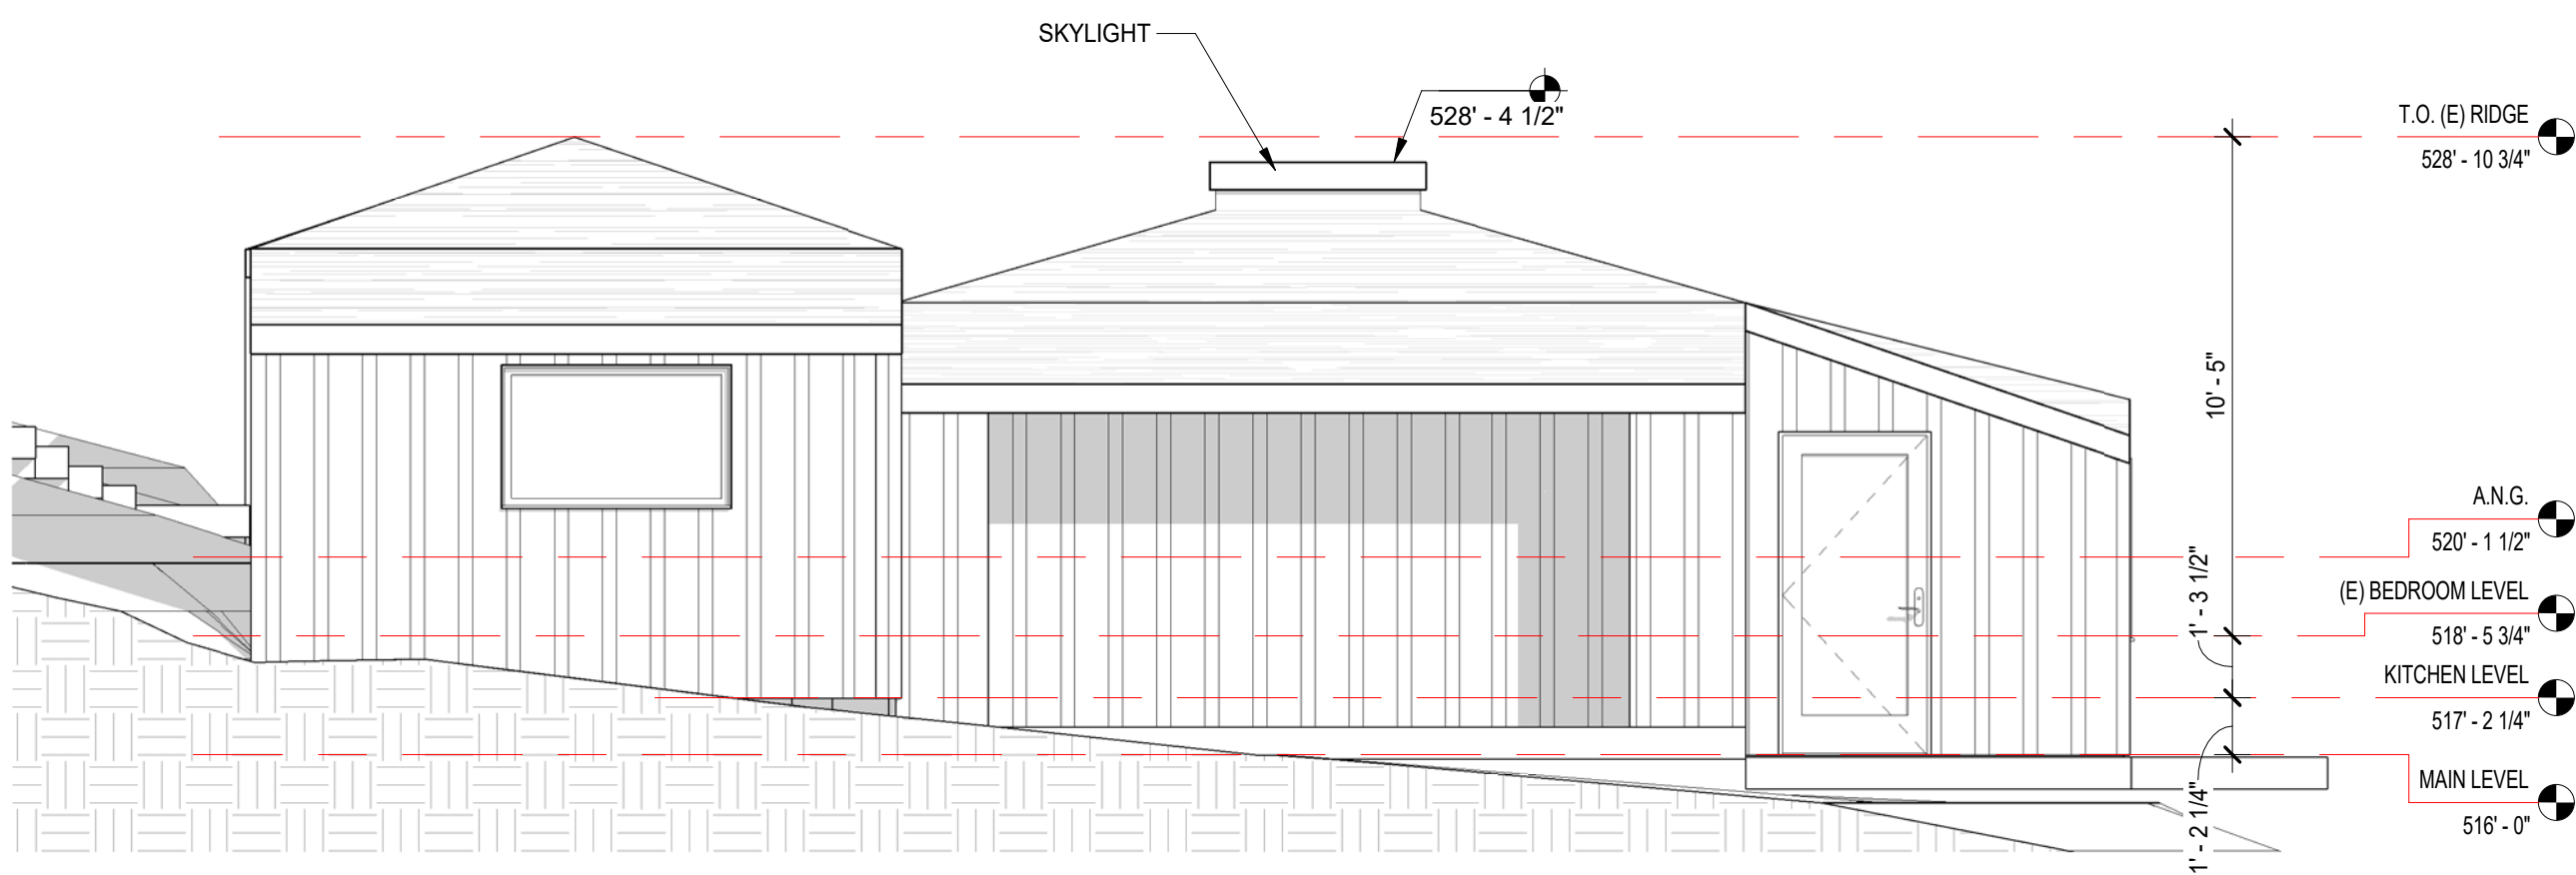 SKYLIGHT
528' - 4 1/2"
T.O. (E) RIDGE
528' - 10 3/4"
10' - 5"
A.N.G.
520' - 1 1/2"
1' - 3 1/2"
(E) BEDROOM LEVEL
518' - 5 3/4"
KITCHEN LEVEL
517' - 2 1/4"
MAIN LEVEL
516' - 0"
1' - 2 1/4"